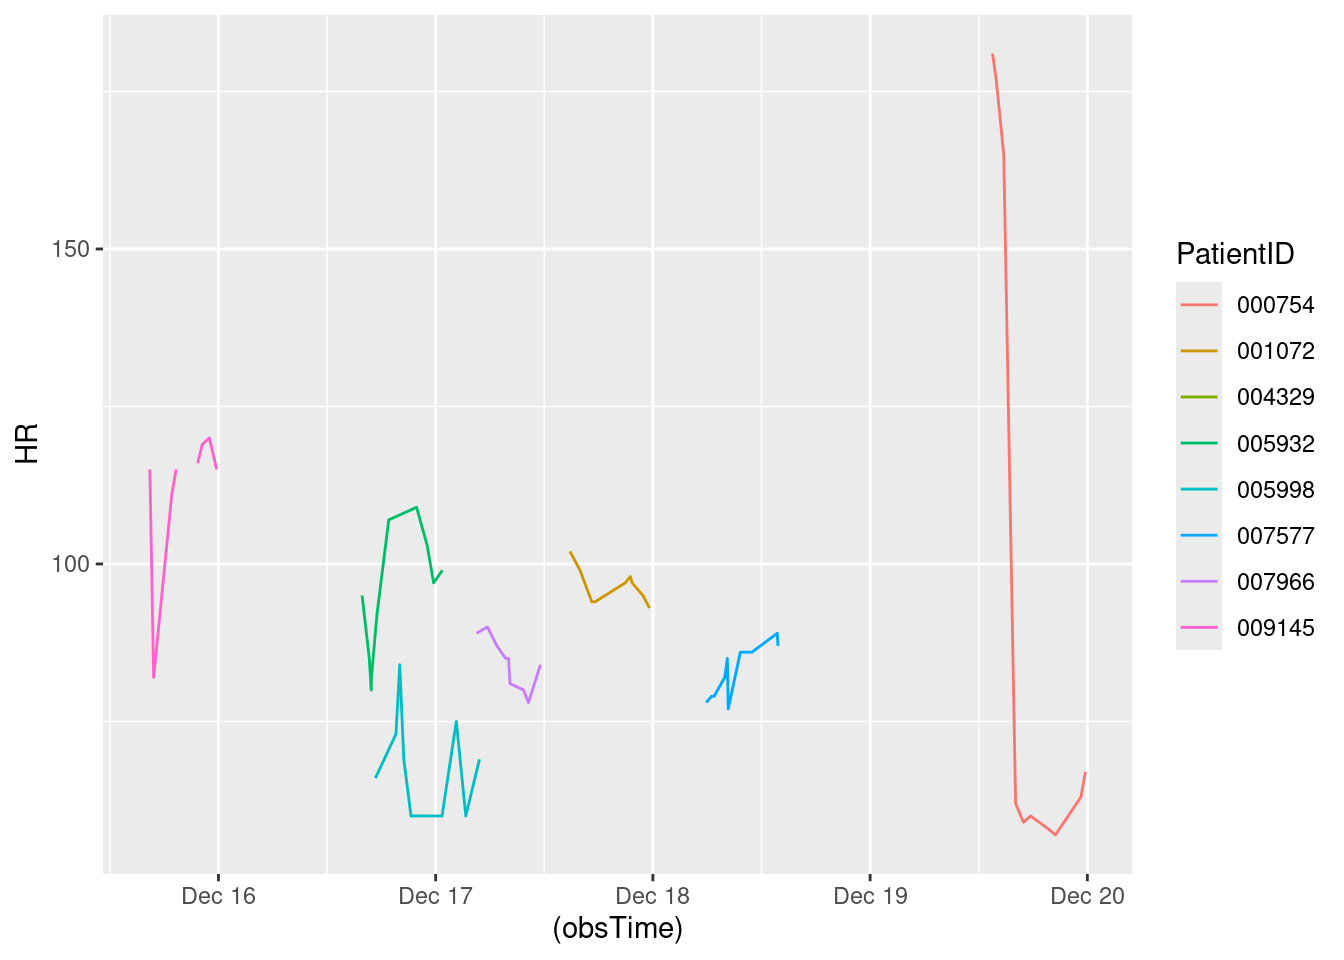 150
100
HR
Dec 16
Dec 17
Dec 18
Dec 19
Dec 20
(obsTime)
PatientID
000754
001072
004329
005932
005998
007577
007966
009145